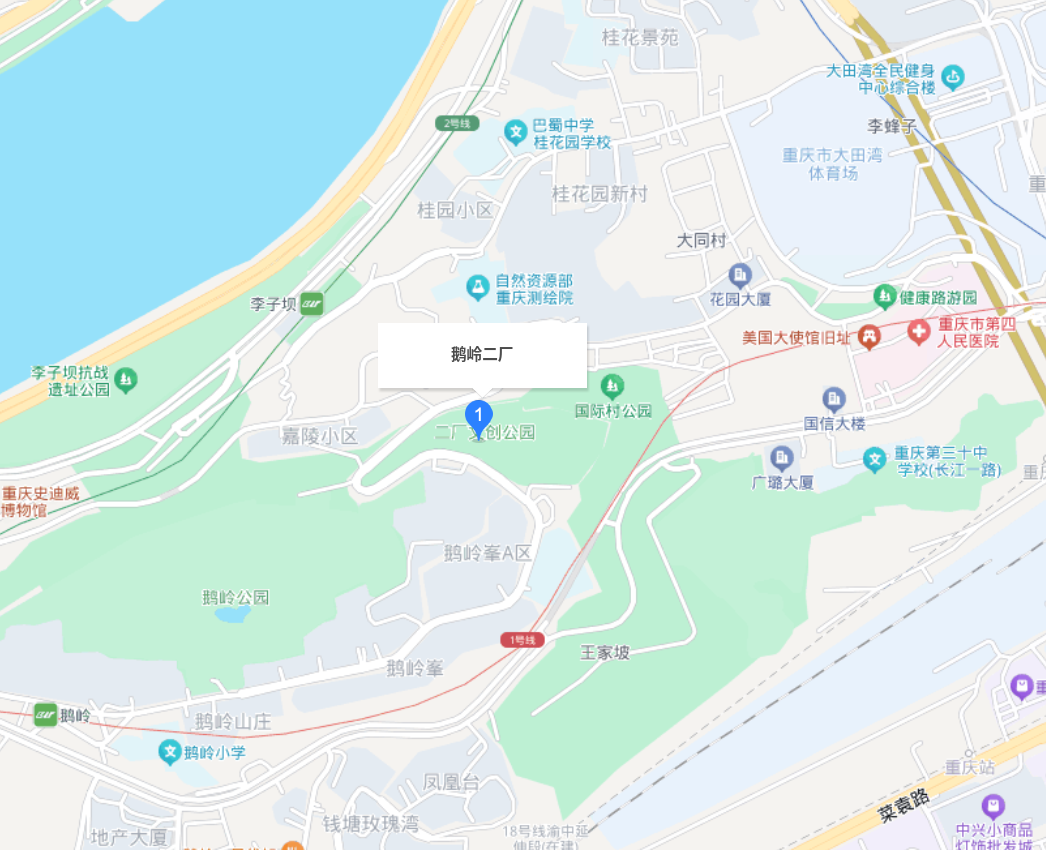 桂花景苑
大田湾全民健身
中心综合楼
2号线
巴蜀中学
桂花园学校
李蜂子
重庆市大田湾
体育场
重
桂花园新村
桂园小区
大同村
自然资源部
重庆测绘院
花园大厦
健康路游园
李子坝
美国大使馆旧址
重庆市第四
人民医院
鹅岭二厂
李子坝抗战
遗址公园
国际村公园
1
二厂文创公园
国信大楼
嘉陵小区
重庆第三十中
学校(长江一路)
广璐大厦
重庆史迪威
博物馆
鹅岭峯A区
鹅岭公园
1号线
王家坡
鹅岭峯
重
鹅岭
鹅岭山庄
鹅岭小学
重庆站
凤凰台
菜袁路
钱塘玫瑰湾
18号线渝中延
伸段(在建)
地产大厦
中兴小商品
灯饰批发城